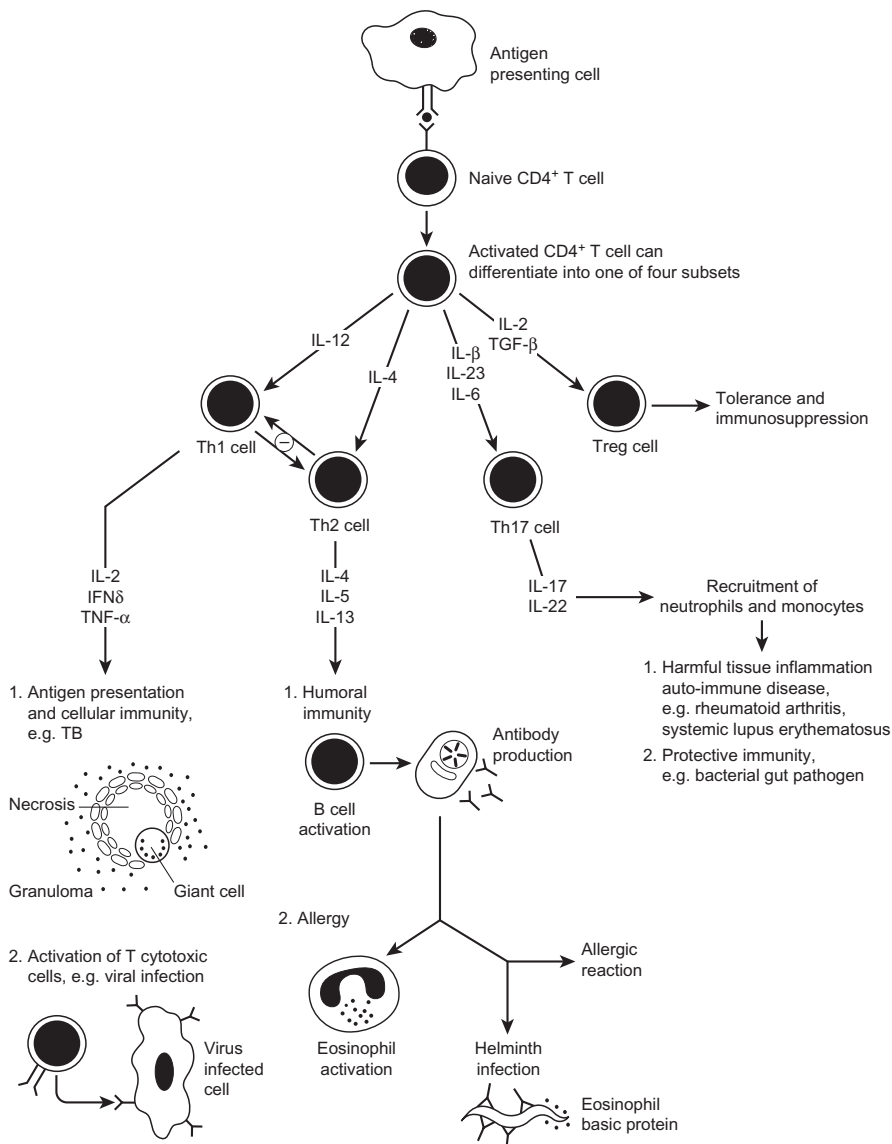 Antigen
presenting cell
Naive CD4+ T cell
Activated CD4+ T cell can
differentiate into one of four subsets
IL-12
IL-4
IL-β
IL-23
IL-6
IL-2
TGF-β
Th1 cell
−
Th2 cell
Th17 cell
Treg cell
Tolerance and
immunosuppression
IL-2
IFNδ
TNF-α
IL-4
IL-5
IL-13
IL-17
IL-22
Recruitment of
neutrophils and monocytes
1. Antigen presentation
and cellular immunity,
e.g. TB
Necrosis
Granuloma
Giant cell
2. Activation of T cytotoxic
cells, e.g. viral infection
Virus
infected
cell
1. Humoral
immunity
B cell
activation
Antibody
production
2. Allergy
Eosinophil
activation
Allergic
reaction
Helminth
infection
Eosinophil
basic protein
1. Harmful tissue inflammation
auto-immune disease,
e.g. rheumatoid arthritis,
systemic lupus erythematosus
2. Protective immunity,
e.g. bacterial gut pathogen